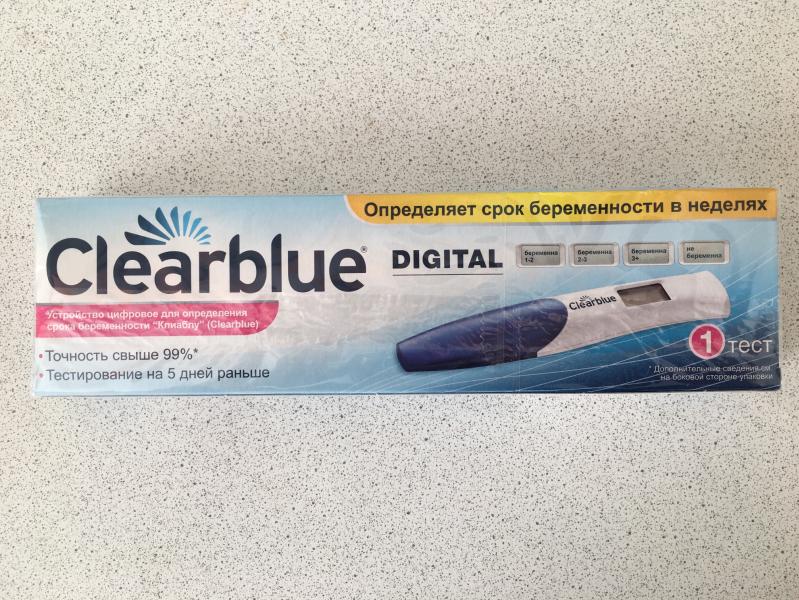 Определяет срок беременности в неделях
Clearblue®
DIGITAL
беременна
1-2
беременна
2-3
беременна
3+
не
беременна
Устройство цифровое для определения
срока беременности "Клиаблу" (Clearblue)
• Точность свыше 99%*
• Тестирование на 5 дней раньше
Clearblue
1 тест
* Дополнительные сведения см.
на боковой стороне упаковки